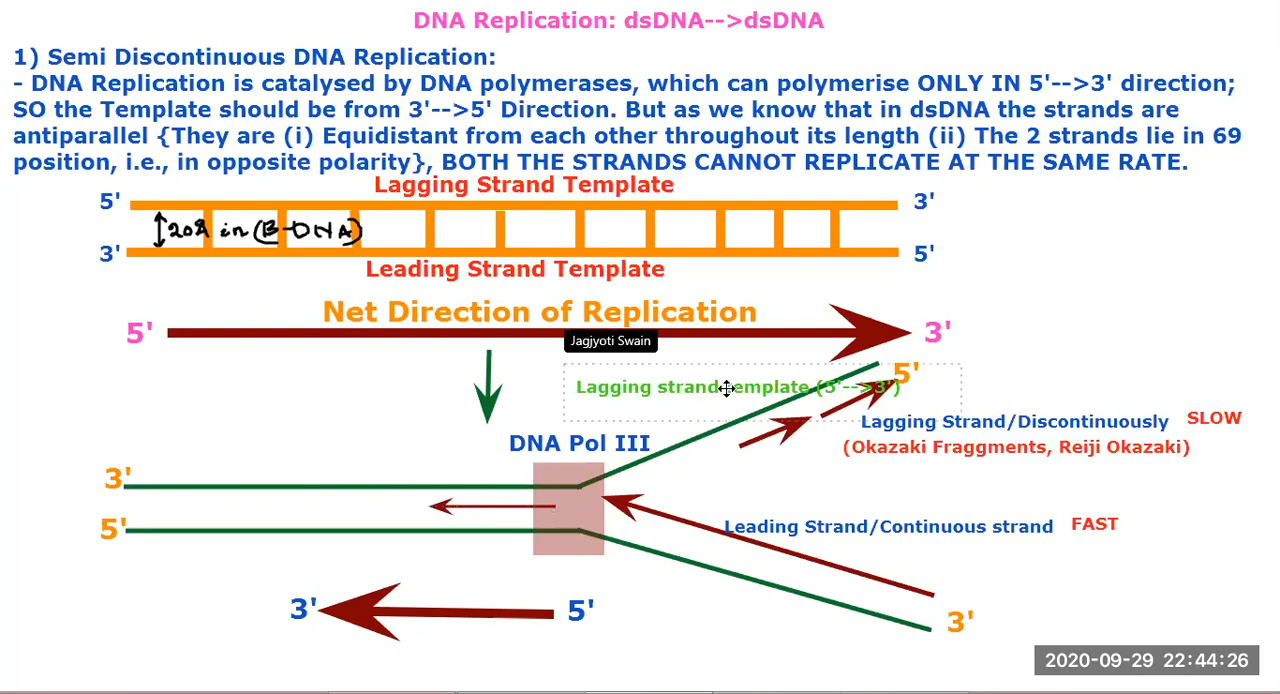 DNA Replication: dsDNA-->dsDNA
1) Semi Discontinuous DNA Replication:
- DNA Replication is catalysed by DNA polymerases, which can polymerise ONLY IN 5'-->3' direction;
SO the Template should be from 3'-->5' Direction. But as we know that in dsDNA the strands are
antiparallel {They are (i) Equidistant from each other throughout its length (ii) The 2 strands lie in 69
position, i.e., in opposite polarity}, BOTH THE STRANDS CANNOT REPLICATE AT THE SAME RATE.
Lagging Strand Template
5' 3'
20Å in (B-DNA)
3' 5'
Leading Strand Template
Net Direction of Replication
5' 3'
Jagjyoti Swain
5'
Lagging strand template (5'-->3')
Lagging Strand/Discontinuously SLOW
(Okazaki Fraggments, Reiji Okazaki)
DNA Pol III
3'
5'
Leading Strand/Continuous strand FAST
3' 5'
3'
2020-09-29 22:44:26